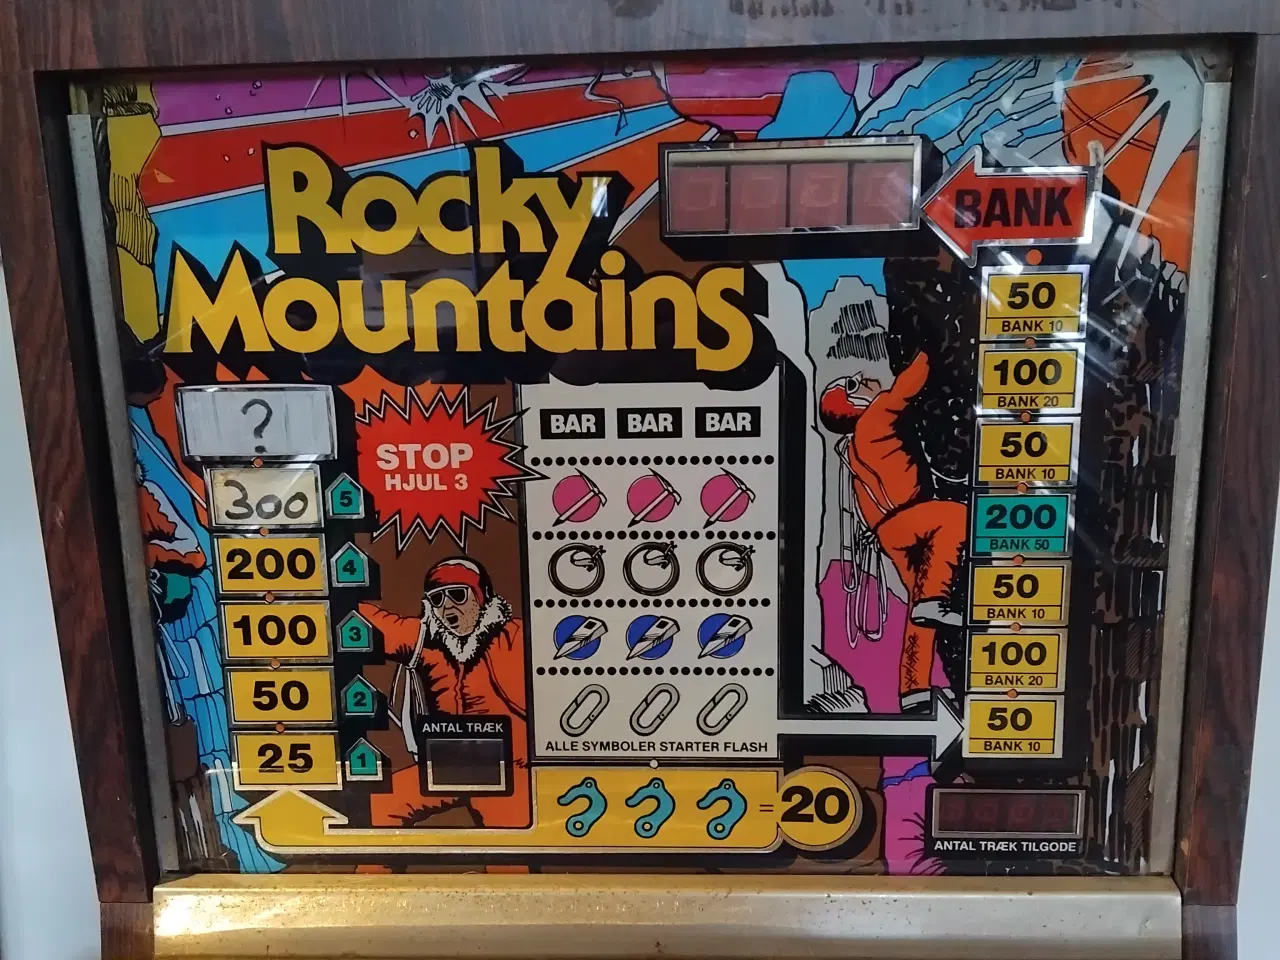 Rocky
Mountains
BANK
50
BANK 10
100
BANK 20
50
BANK 10
200
BANK 50
50
BANK 10
100
BANK 20
50
BANK 10
?
300
5
200
4
100
3
50
2
25
1
STOP
HJUL 3
ANTAL TRÆK
BAR BAR BAR
ALLE SYMBOLER STARTER FLASH
= 20
ANTAL TRÆK TILGODE